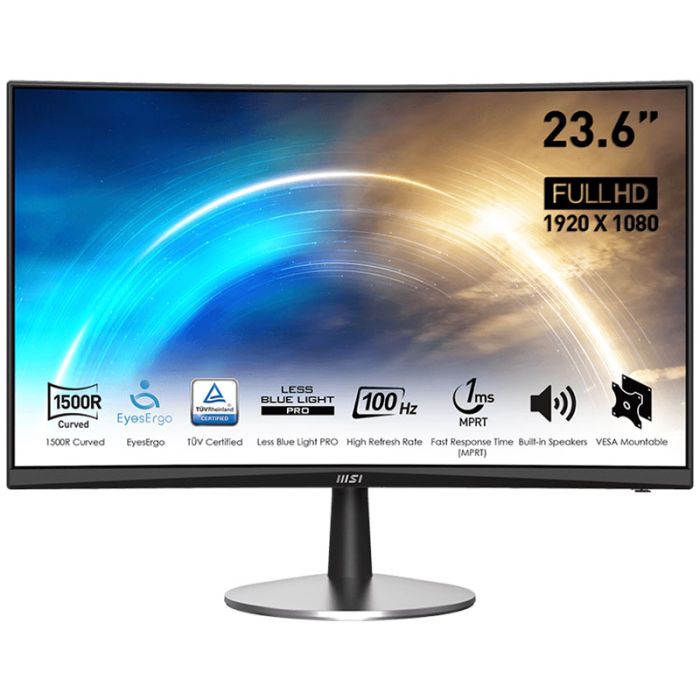 23.6”
FULL HD
1920 X 1080
1500R
Curved
1500R Curved
EyesErgo
EyesErgo
TÜVRheinland
CERTIFIED
TÜV Certified
LESS
BLUE LIGHT
PRO
Less Blue Light PRO
100 Hz
High Refresh Rate
1ms
MPRT
Fast Response Time
(MPRT)
Built-in Speakers
VESA Mountable
msi